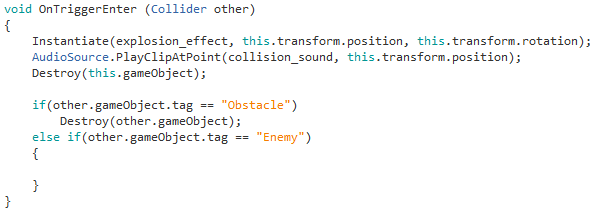 void OnTriggerEnter (Collider other)
{
    Instantiate(explosion_effect, this.transform.position, this.transform.rotation);
    AudioSource.PlayClipAtPoint(collision_sound, this.transform.position);
    Destroy(this.gameObject);

    if(other.gameObject.tag == "Obstacle")
        Destroy(other.gameObject);
    else if(other.gameObject.tag == "Enemy")
    {

    }
}